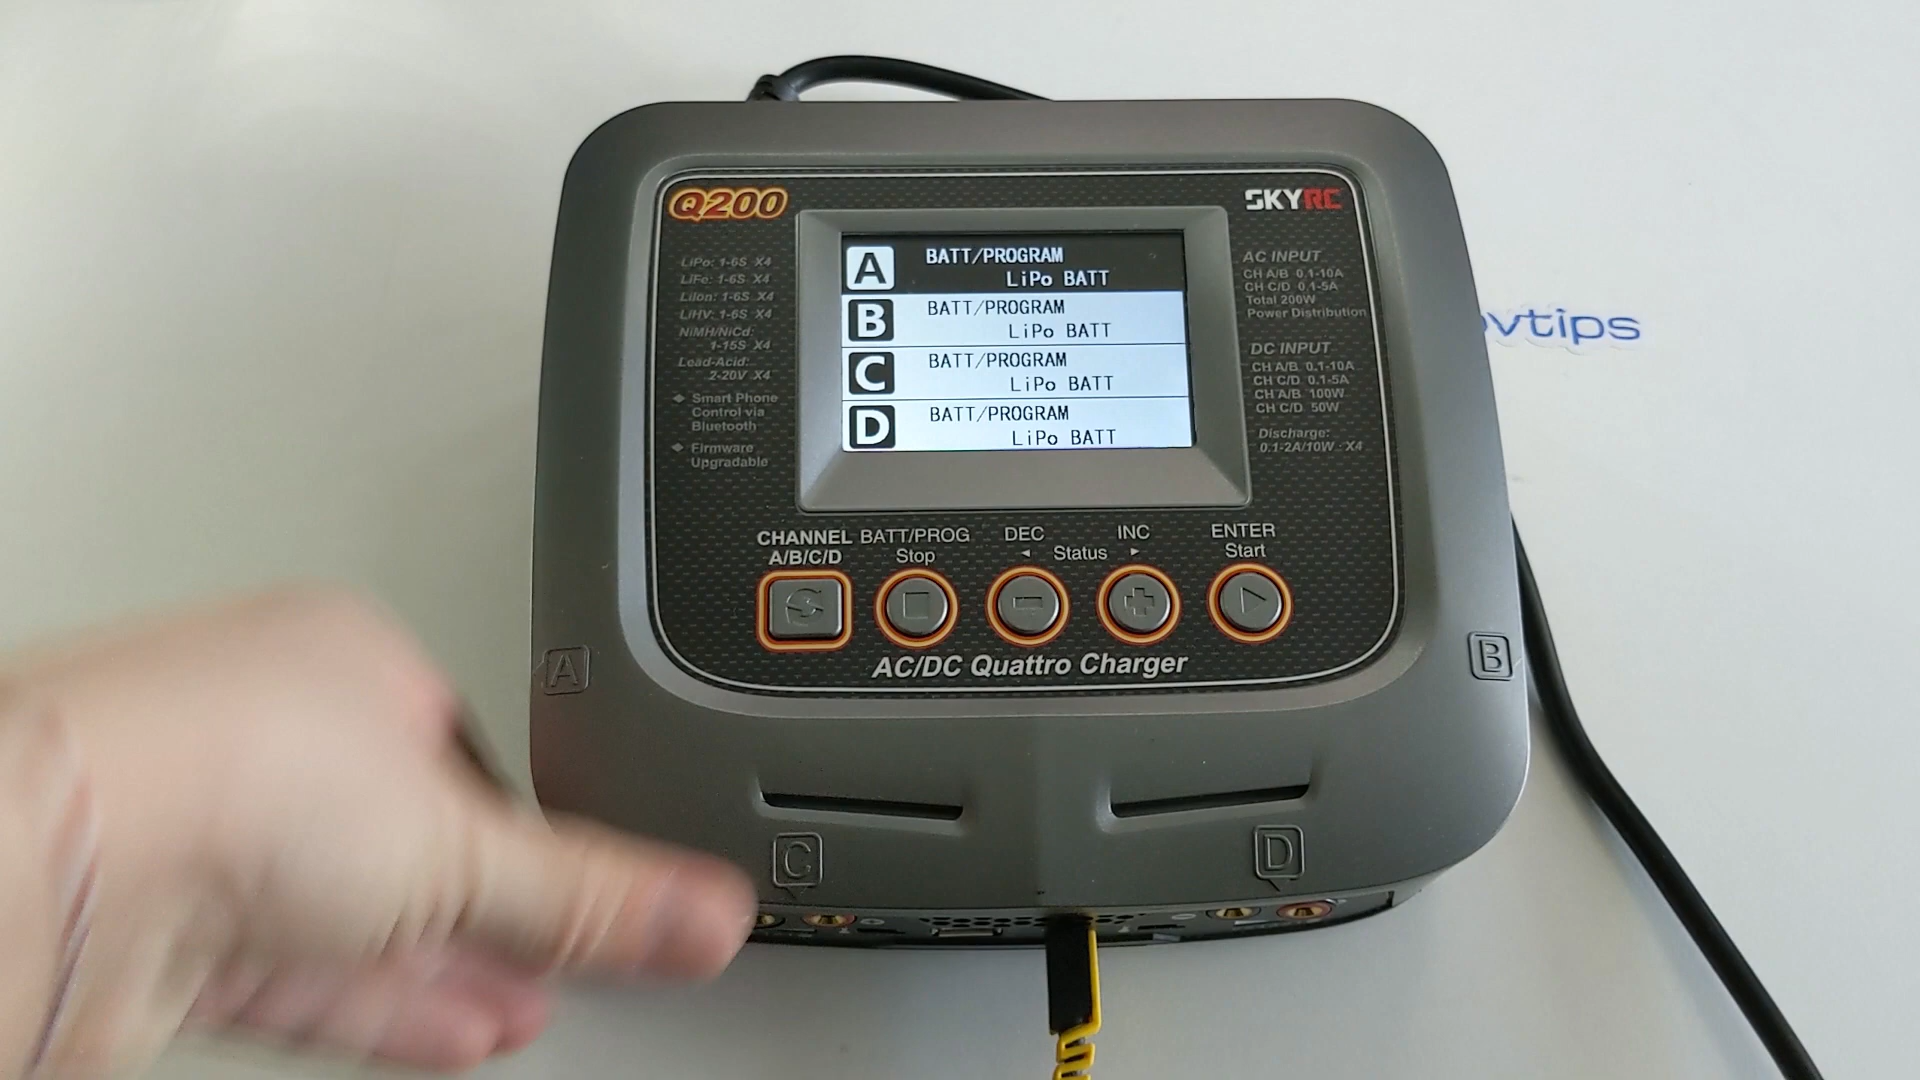 Q200
SKYRC
LiPo: 1-6S X4
LiFe: 1-6S X4
LiIon: 1-6S X4
LiHV: 1-6S X4
NiMH/NiCd:
1-15S X4
Lead-Acid:
2-20V X4
Smart Phone
Control via
Bluetooth
Firmware
Upgradable
A BATT/PROGRAM
LiPo BATT
B BATT/PROGRAM
LiPo BATT
C BATT/PROGRAM
LiPo BATT
D BATT/PROGRAM
LiPo BATT
AC INPUT
CH A/B 0.1-10A
CH C/D 0.1-5A
Total 200W
Power Distribution
DC INPUT
CH A/B 0.1-10A
CH C/D 0.1-5A
CH A/B 100W
CH C/D 50W
Discharge:
0.1-2A/10W X4
vtips
CHANNEL BATT/PROG DEC INC ENTER
A/B/C/D Stop ◂ Status ▸ Start
AC/DC Quattro Charger
A
B
C
D